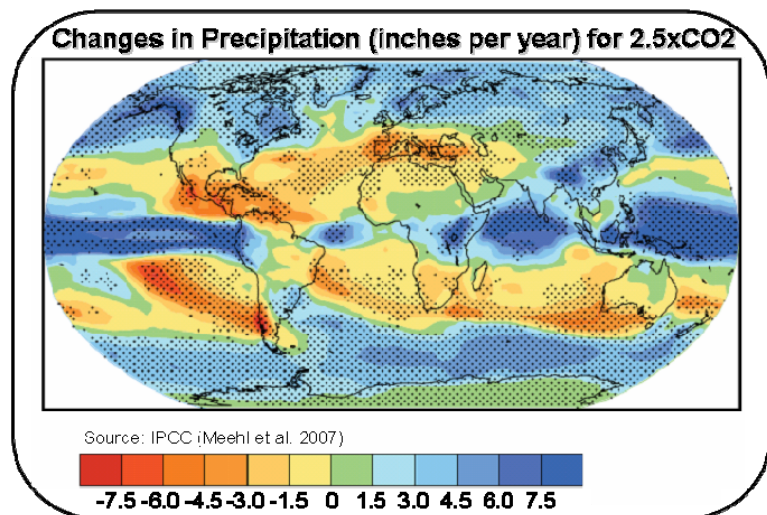 Changes in Precipitation (inches per year) for 2.5xCO2
Source: IPCC (Meehl et al. 2007)
-7.5 -6.0 -4.5 -3.0 -1.5 0 1.5 3.0 4.5 6.0 7.5